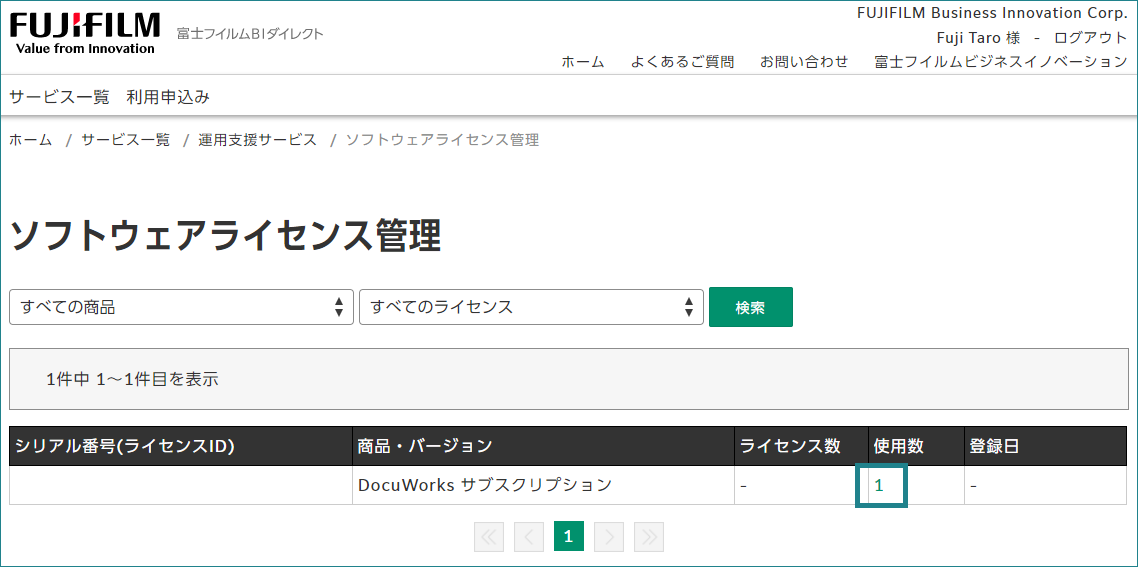 FUJIFILM
Value from Innovation
富士フイルムBIダイレクト
FUJIFILM Business Innovation Corp.
Fuji Taro 様 - ログアウト
ホーム よくあるご質問 お問い合わせ 富士フイルムビジネスイノベーション
サービス一覧 利用申込み
ホーム / サービス一覧 / 運用支援サービス / ソフトウェアライセンス管理
ソフトウェアライセンス管理
すべての商品 すべてのライセンス 検索
1件中 1～1件目を表示
シリアル番号(ライセンスID) 商品・バージョン ライセンス数 使用数 登録日
DocuWorks サブスクリプション - 1 -
1